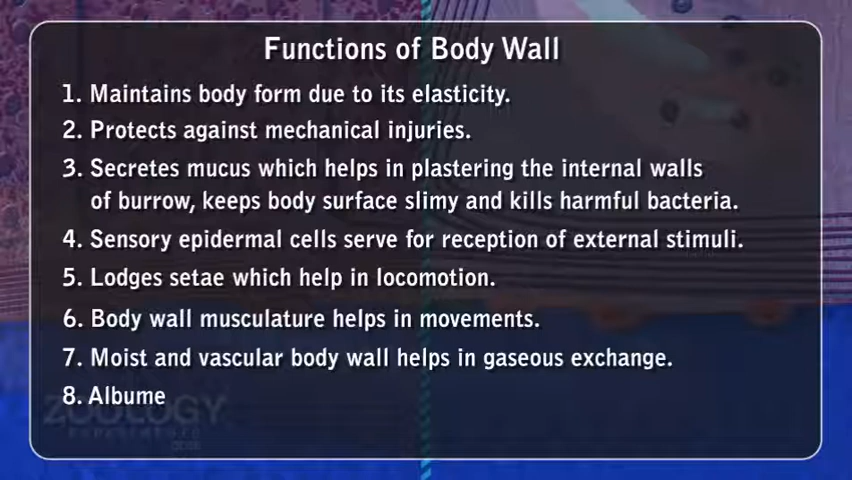 Functions of Body Wall
1. Maintains body form due to its elasticity.
2. Protects against mechanical injuries.
3. Secretes mucus which helps in plastering the internal walls
of burrow, keeps body surface slimy and kills harmful bacteria.
4. Sensory epidermal cells serve for reception of external stimuli.
5. Lodges setae which help in locomotion.
6. Body wall musculature helps in movements.
7. Moist and vascular body wall helps in gaseous exchange.
8. Albume
ZOOLOGY